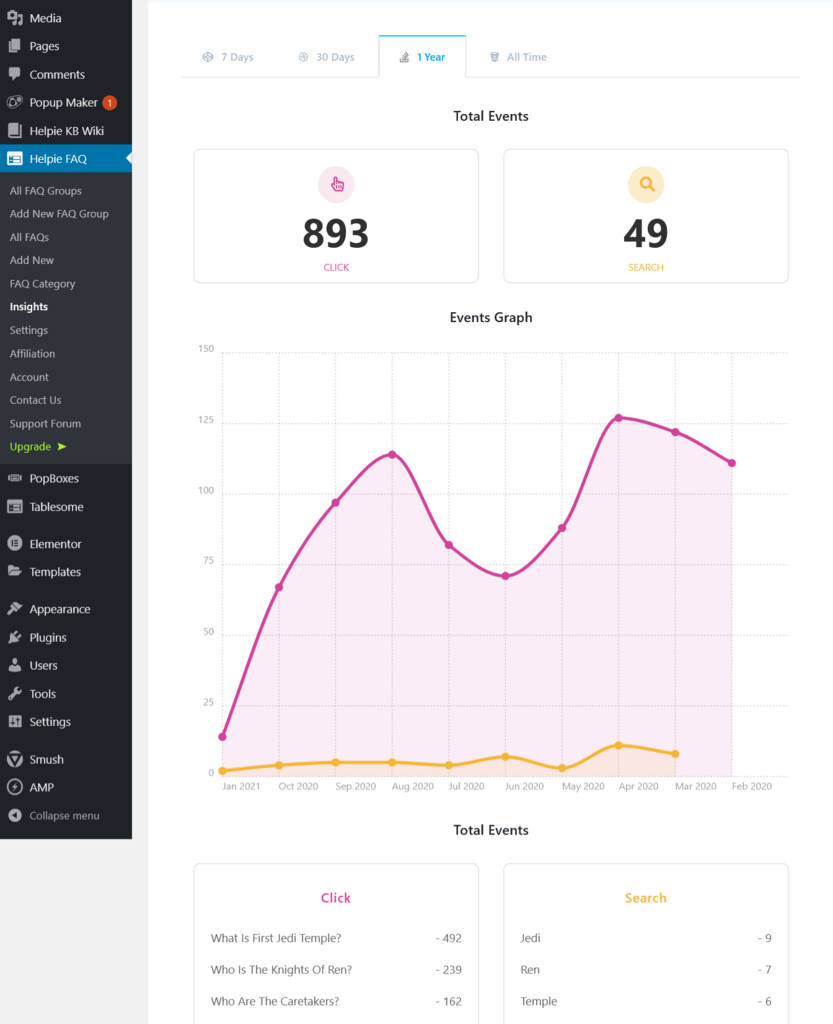 Media
Pages
Comments
Popup Maker 1
Helpie KB Wiki
Helpie FAQ
All FAQ Groups
Add New FAQ Group
All FAQs
Add New
FAQ Category
Insights
Settings
Affiliation
Account
Contact Us
Support Forum
Upgrade ➤
PopBoxes
Tablesome
Elementor
Templates
Appearance
Plugins
Users
Tools
Settings
Smush
AMP
Collapse menu
7 Days 30 Days 1 Year All Time
Total Events
893
CLICK
49
SEARCH
Events Graph
150
125
100
75
50
25
0
Jan 2021 Oct 2020 Sep 2020 Aug 2020 Jul 2020 Jun 2020 May 2020 Apr 2020 Mar 2020 Feb 2020
Total Events
Click
What Is First Jedi Temple? - 492
Who Is The Knights Of Ren? - 239
Who Are The Caretakers? - 162
Search
Jedi - 9
Ren - 7
Temple - 6